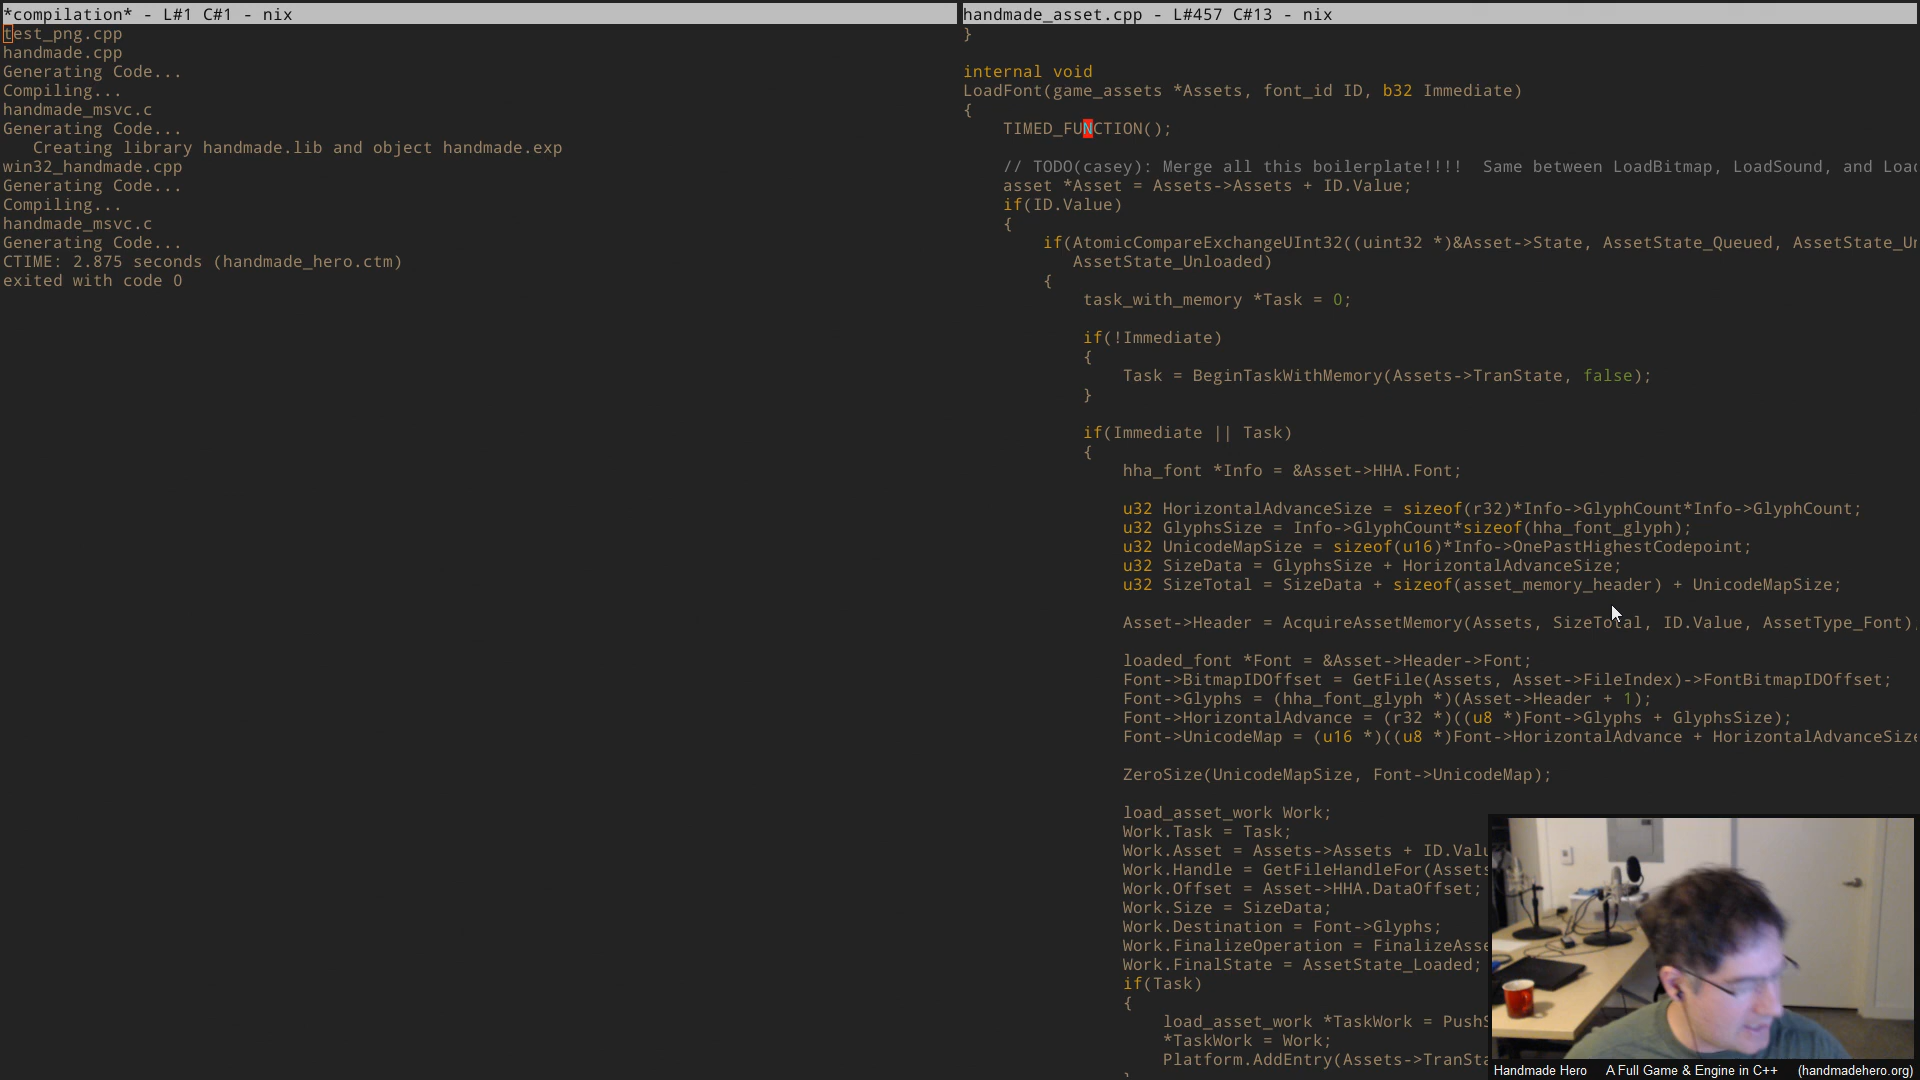 *compilation* - L#1 C#1 - nix
test_png.cpp
handmade.cpp
Generating Code...
Compiling...
handmade_msvc.c
Generating Code...
   Creating library handmade.lib and object handmade.exp
win32_handmade.cpp
Generating Code...
Compiling...
handmade_msvc.c
Generating Code...
CTIME: 2.875 seconds (handmade_hero.ctm)
exited with code 0
handmade_asset.cpp - L#457 C#13 - nix
}
internal void
LoadFont(game_assets *Assets, font_id ID, b32 Immediate)
{
    TIMED_FUNCTION();
    // TODO(casey): Merge all this boilerplate!!!!  Same between LoadBitmap, LoadSound, and Loa
    asset *Asset = Assets->Assets + ID.Value;
    if(ID.Value)
    {
        if(AtomicCompareExchangeUInt32((uint32 *)&Asset->State, AssetState_Queued, AssetState_U
           AssetState_Unloaded)
        {
            task_with_memory *Task = 0;
            if(!Immediate)
            {
                Task = BeginTaskWithMemory(Assets->TranState, false);
            }
            if(Immediate || Task)
            {
                hha_font *Info = &Asset->HHA.Font;
                u32 HorizontalAdvanceSize = sizeof(r32)*Info->GlyphCount*Info->GlyphCount;
                u32 GlyphsSize = Info->GlyphCount*sizeof(hha_font_glyph);
                u32 UnicodeMapSize = sizeof(u16)*Info->OnePastHighestCodepoint;
                u32 SizeData = GlyphsSize + HorizontalAdvanceSize;
                u32 SizeTotal = SizeData + sizeof(asset_memory_header) + UnicodeMapSize;
                Asset->Header = AcquireAssetMemory(Assets, SizeTotal, ID.Value, AssetType_Font)
                loaded_font *Font = &Asset->Header->Font;
                Font->BitmapIDOffset = GetFile(Assets, Asset->FileIndex)->FontBitmapIDOffset;
                Font->Glyphs = (hha_font_glyph *)(Asset->Header + 1);
                Font->HorizontalAdvance = (r32 *)((u8 *)Font->Glyphs + GlyphsSize);
                Font->UnicodeMap = (u16 *)((u8 *)Font->HorizontalAdvance + HorizontalAdvanceSize
                ZeroSize(UnicodeMapSize, Font->UnicodeMap);
                load_asset_work Work;
                Work.Task = Task;
                Work.Asset = Assets->Assets + ID.Valu
                Work.Handle = GetFileHandleFor(Assets
                Work.Offset = Asset->HHA.DataOffset;
                Work.Size = SizeData;
                Work.Destination = Font->Glyphs;
                Work.FinalizeOperation = FinalizeAsse
                Work.FinalState = AssetState_Loaded;
                if(Task)
                {
                    load_asset_work *TaskWork = PushS
                    *TaskWork = Work;
                    Platform.AddEntry(Assets->TranSta
Handmade Hero   A Full Game & Engine in C++   (handmadehero.org)